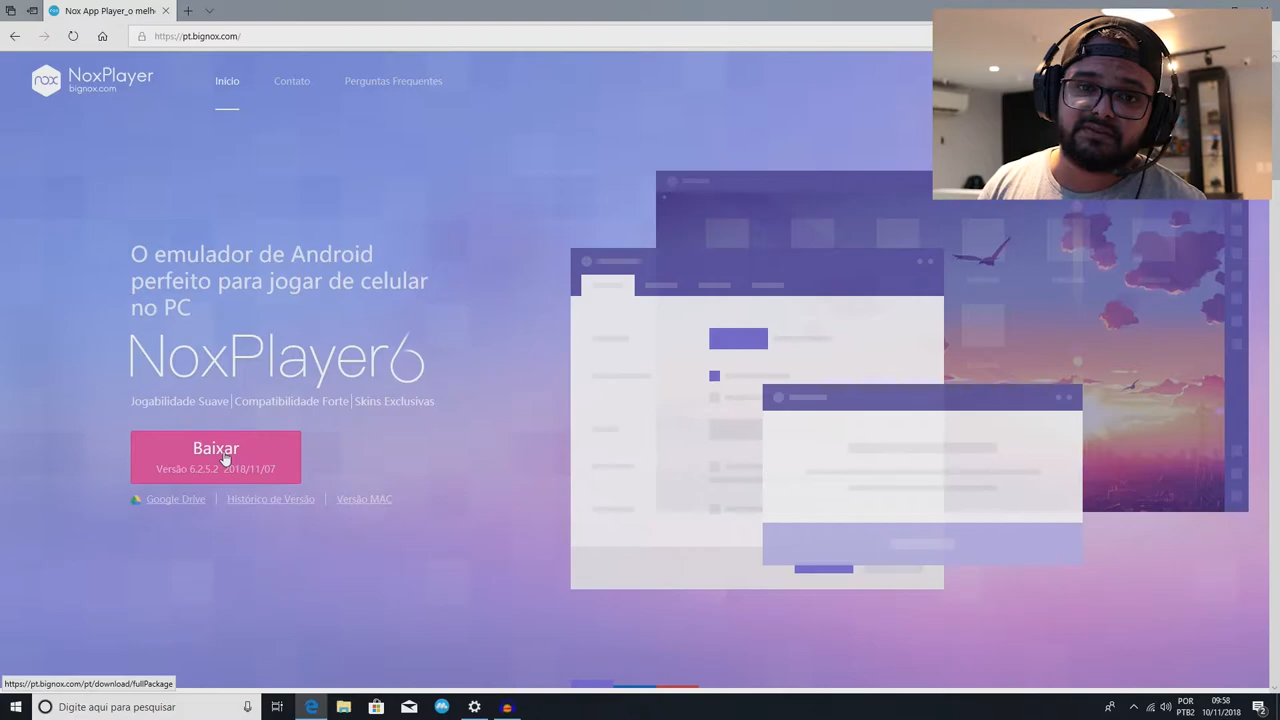 Nox App Player_o melh
https://pt.bignox.com/
nox
NoxPlayer
bignox.com
Início
Contato
Perguntas Frequentes
O emulador de Android
perfeito para jogar de celular
no PC
NoxPlayer6
Jogabilidade Suave|Compatibilidade Forte|Skins Exclusivas
Baixar
Versão 6.2.5.2 2018/11/07
Google Drive
Histórico de Versão
Versão MAC
https://pt.bignox.com/pt/download/fullPackage
Digite aqui para pesquisar
POR
PTB2
09:58
10/11/2018
2